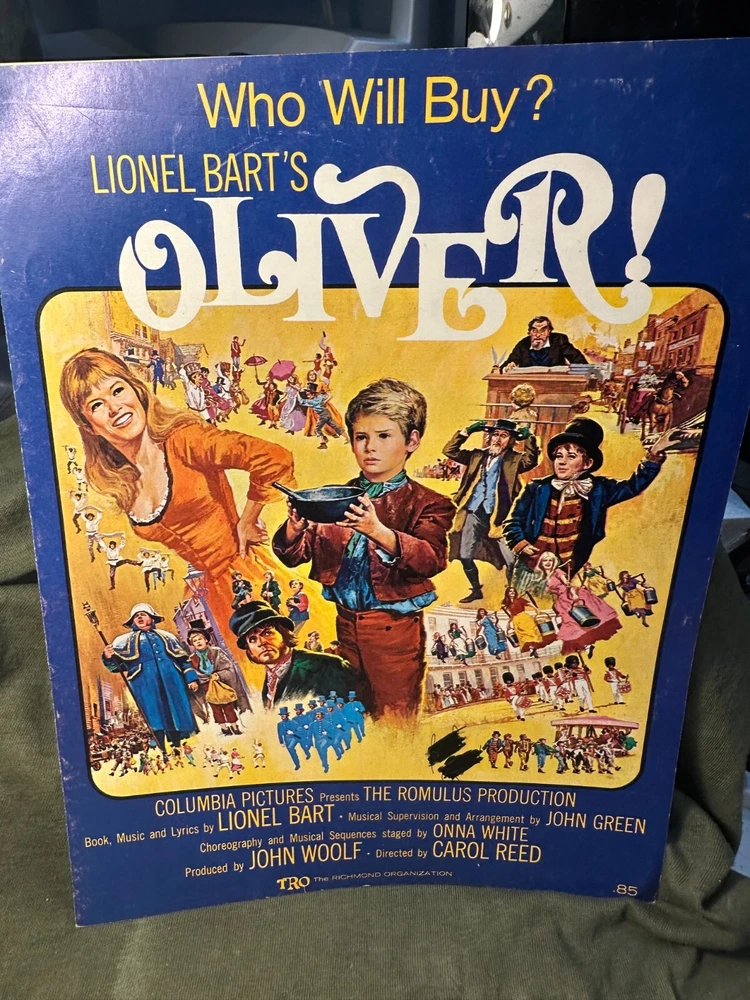 Who Will Buy?
LIONEL BART'S
OLIVER!
COLUMBIA PICTURES Presents THE ROMULUS PRODUCTION
Book, Music and Lyrics by LIONEL BART · Musical Supervision and Arrangement by JOHN GREEN
Choreography and Musical Sequences staged by ONNA WHITE
Produced by JOHN WOOLF · Directed by CAROL REED
TRO The RICHMOND ORGANIZATION
.85